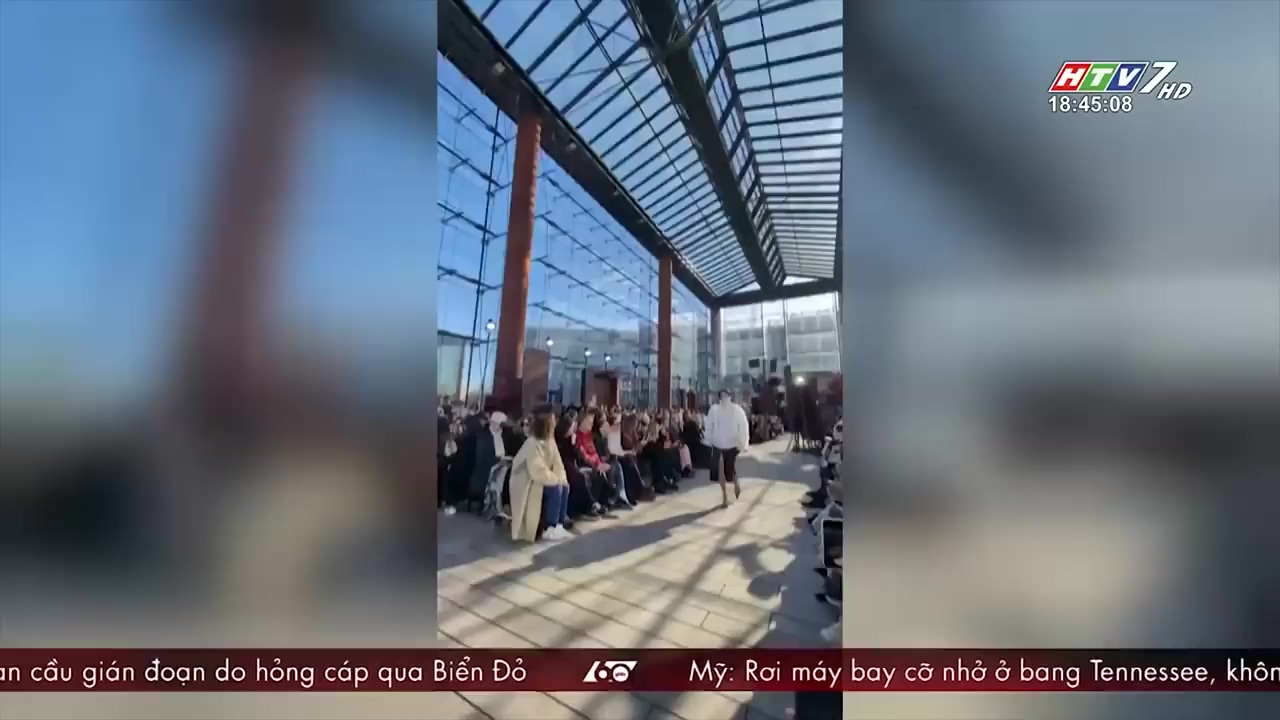 HTV7 HD
18:45:08
an cầu gián đoạn do hỏng cáp qua Biển Đỏ 60 Mỹ: Rơi máy bay cỡ nhỏ ở bang Tennessee, khôn